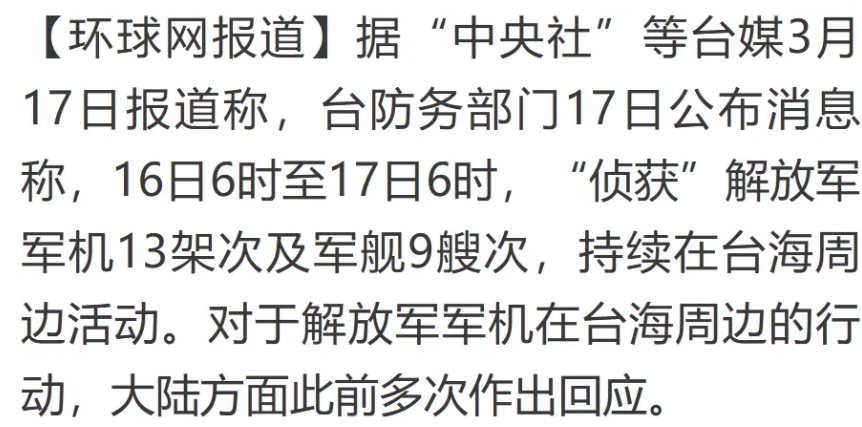 【环球网报道】据“中央社”等台媒3月
17日报道称，台防务部门17日公布消息
称，16日6时至17日6时，“侦获”解放军
军机13架次及军舰9艘次，持续在台海周
边活动。对于解放军军机在台海周边的行
动，大陆方面此前多次作出回应。